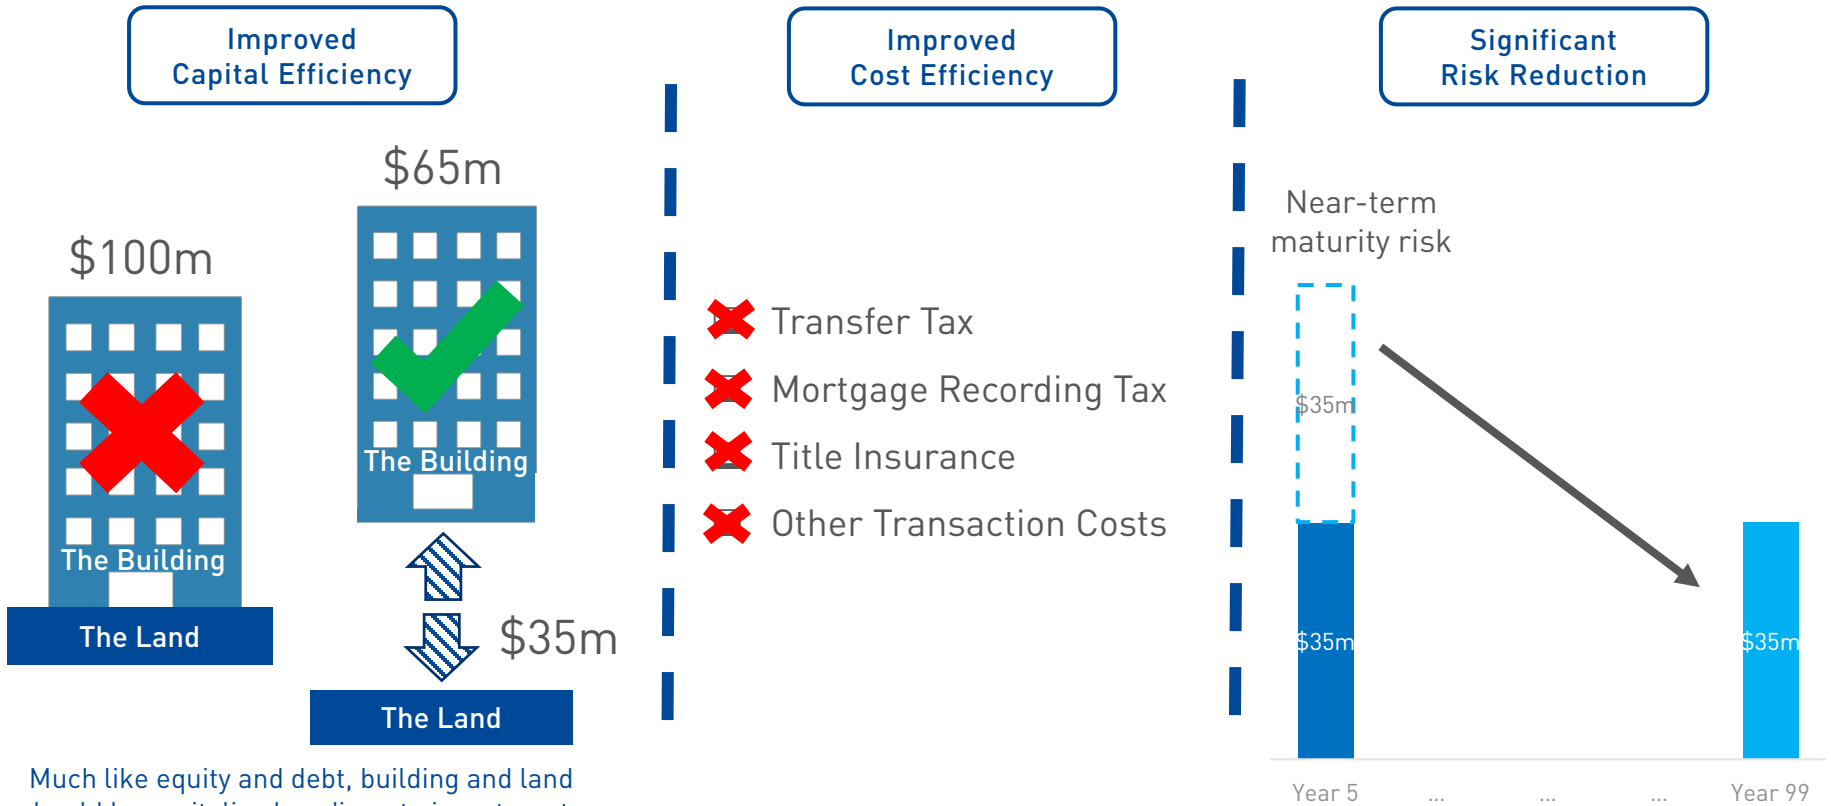 Improved
Capital Efficiency
$100m
$65m
The Building
The Building
The Land
$35m
The Land
Much like equity and debt, building and land
Improved
Cost Efficiency
Transfer Tax
Mortgage Recording Tax
Title Insurance
Other Transaction Costs
Significant
Risk Reduction
Near-term
maturity risk
$35m
$35m
$35m
Year 5 ... ... ... Year 99